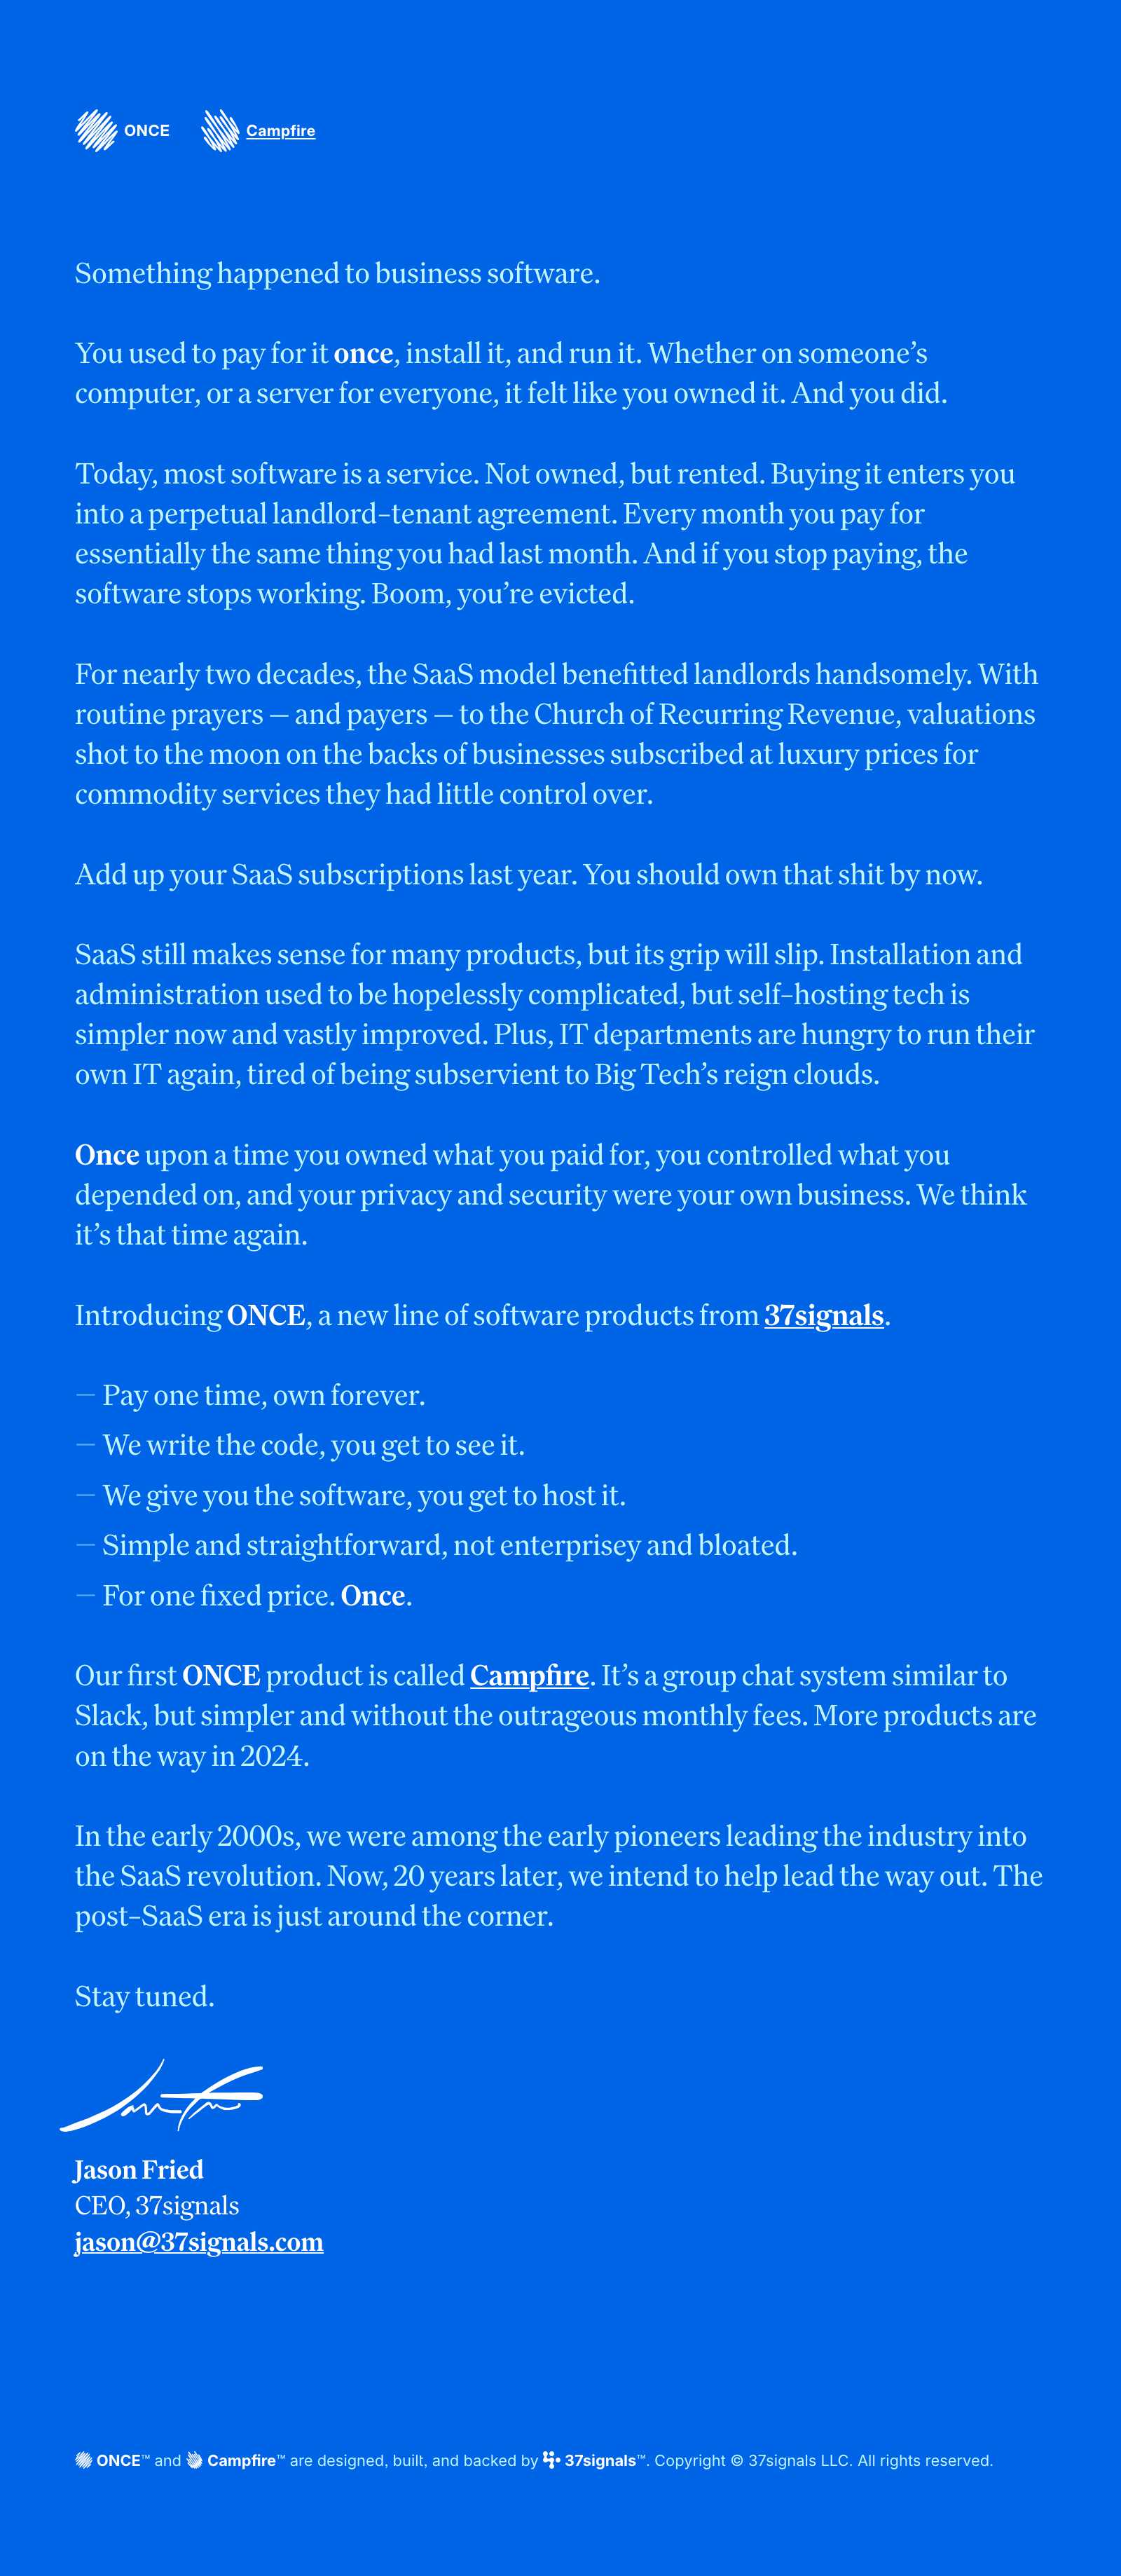 ONCE Campfire
Something happened to business software.
You used to pay for it once, install it, and run it. Whether on someone’s
computer, or a server for everyone, it felt like you owned it. And you did.
Today, most software is a service. Not owned, but rented. Buying it enters you
into a perpetual landlord–tenant agreement. Every month you pay for
essentially the same thing you had last month. And if you stop paying, the
software stops working. Boom, you’re evicted.
For nearly two decades, the SaaS model benefitted landlords handsomely. With
routine prayers — and payers — to the Church of Recurring Revenue, valuations
shot to the moon on the backs of businesses subscribed at luxury prices for
commodity services they had little control over.
Add up your SaaS subscriptions last year. You should own that shit by now.
SaaS still makes sense for many products, but its grip will slip. Installation and
administration used to be hopelessly complicated, but self–hosting tech is
simpler now and vastly improved. Plus, IT departments are hungry to run their
own IT again, tired of being subservient to Big Tech’s reign clouds.
Once upon a time you owned what you paid for, you controlled what you
depended on, and your privacy and security were your own business. We think
it’s that time again.
Introducing ONCE, a new line of software products from 37signals.
— Pay one time, own forever.
— We write the code, you get to see it.
— We give you the software, you get to host it.
— Simple and straightforward, not enterprisey and bloated.
— For one fixed price. Once.
Our first ONCE product is called Campfire. It’s a group chat system similar to
Slack, but simpler and without the outrageous monthly fees. More products are
on the way in 2024.
In the early 2000s, we were among the early pioneers leading the industry into
the SaaS revolution. Now, 20 years later, we intend to help lead the way out. The
post–SaaS era is just around the corner.
Stay tuned.
Jason Fried
CEO, 37signals
jason@37signals.com
ONCE™ and Campfire™ are designed, built, and backed by 37signals™. Copyright © 37signals LLC. All rights reserved.